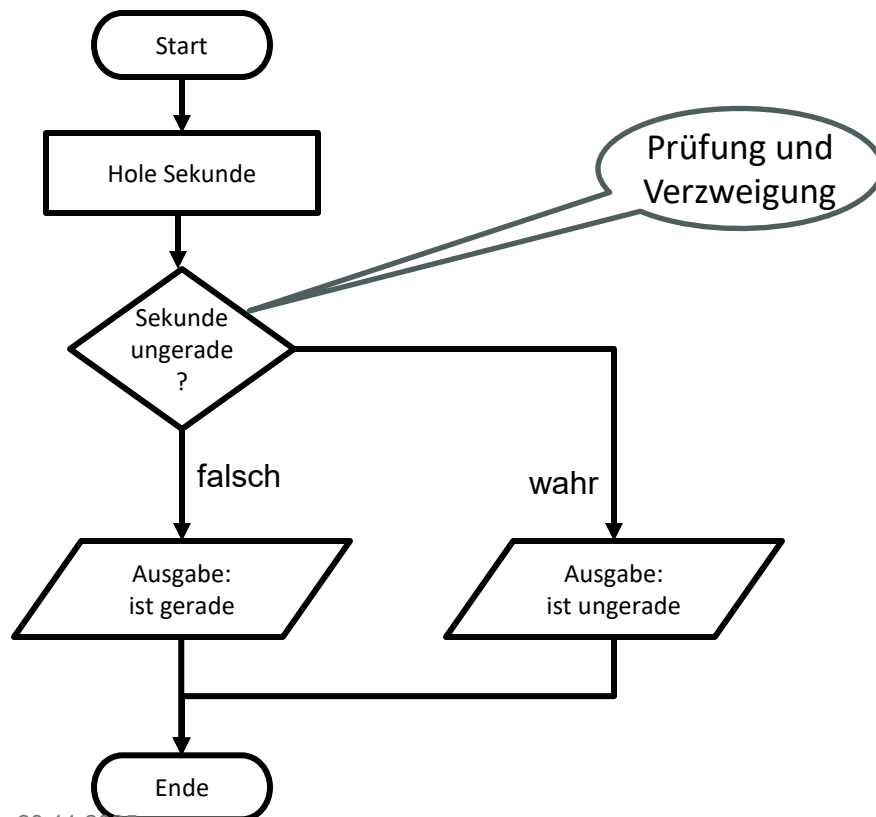 Start
Hole Sekunde
Prüfung und
Verzweigung
Sekunde
ungerade
?
falsch
wahr
Ausgabe:
ist gerade
Ausgabe:
ist ungerade
Ende